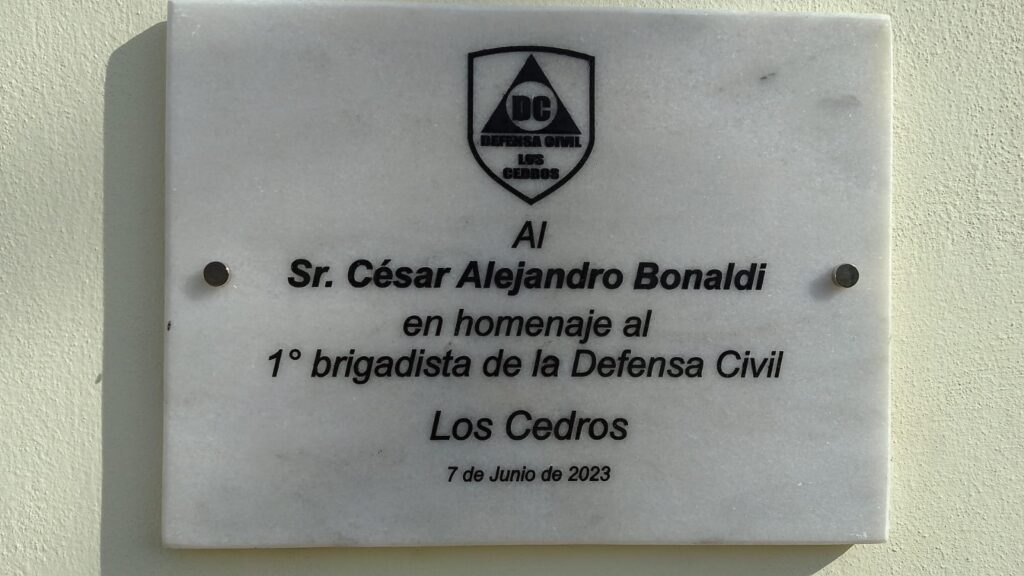 DC
DEFENSA CIVIL
LOS
CEDROS
Al
Sr. César Alejandro Bonaldi
en homenaje al
1° brigadista de la Defensa Civil
Los Cedros
7 de Junio de 2023